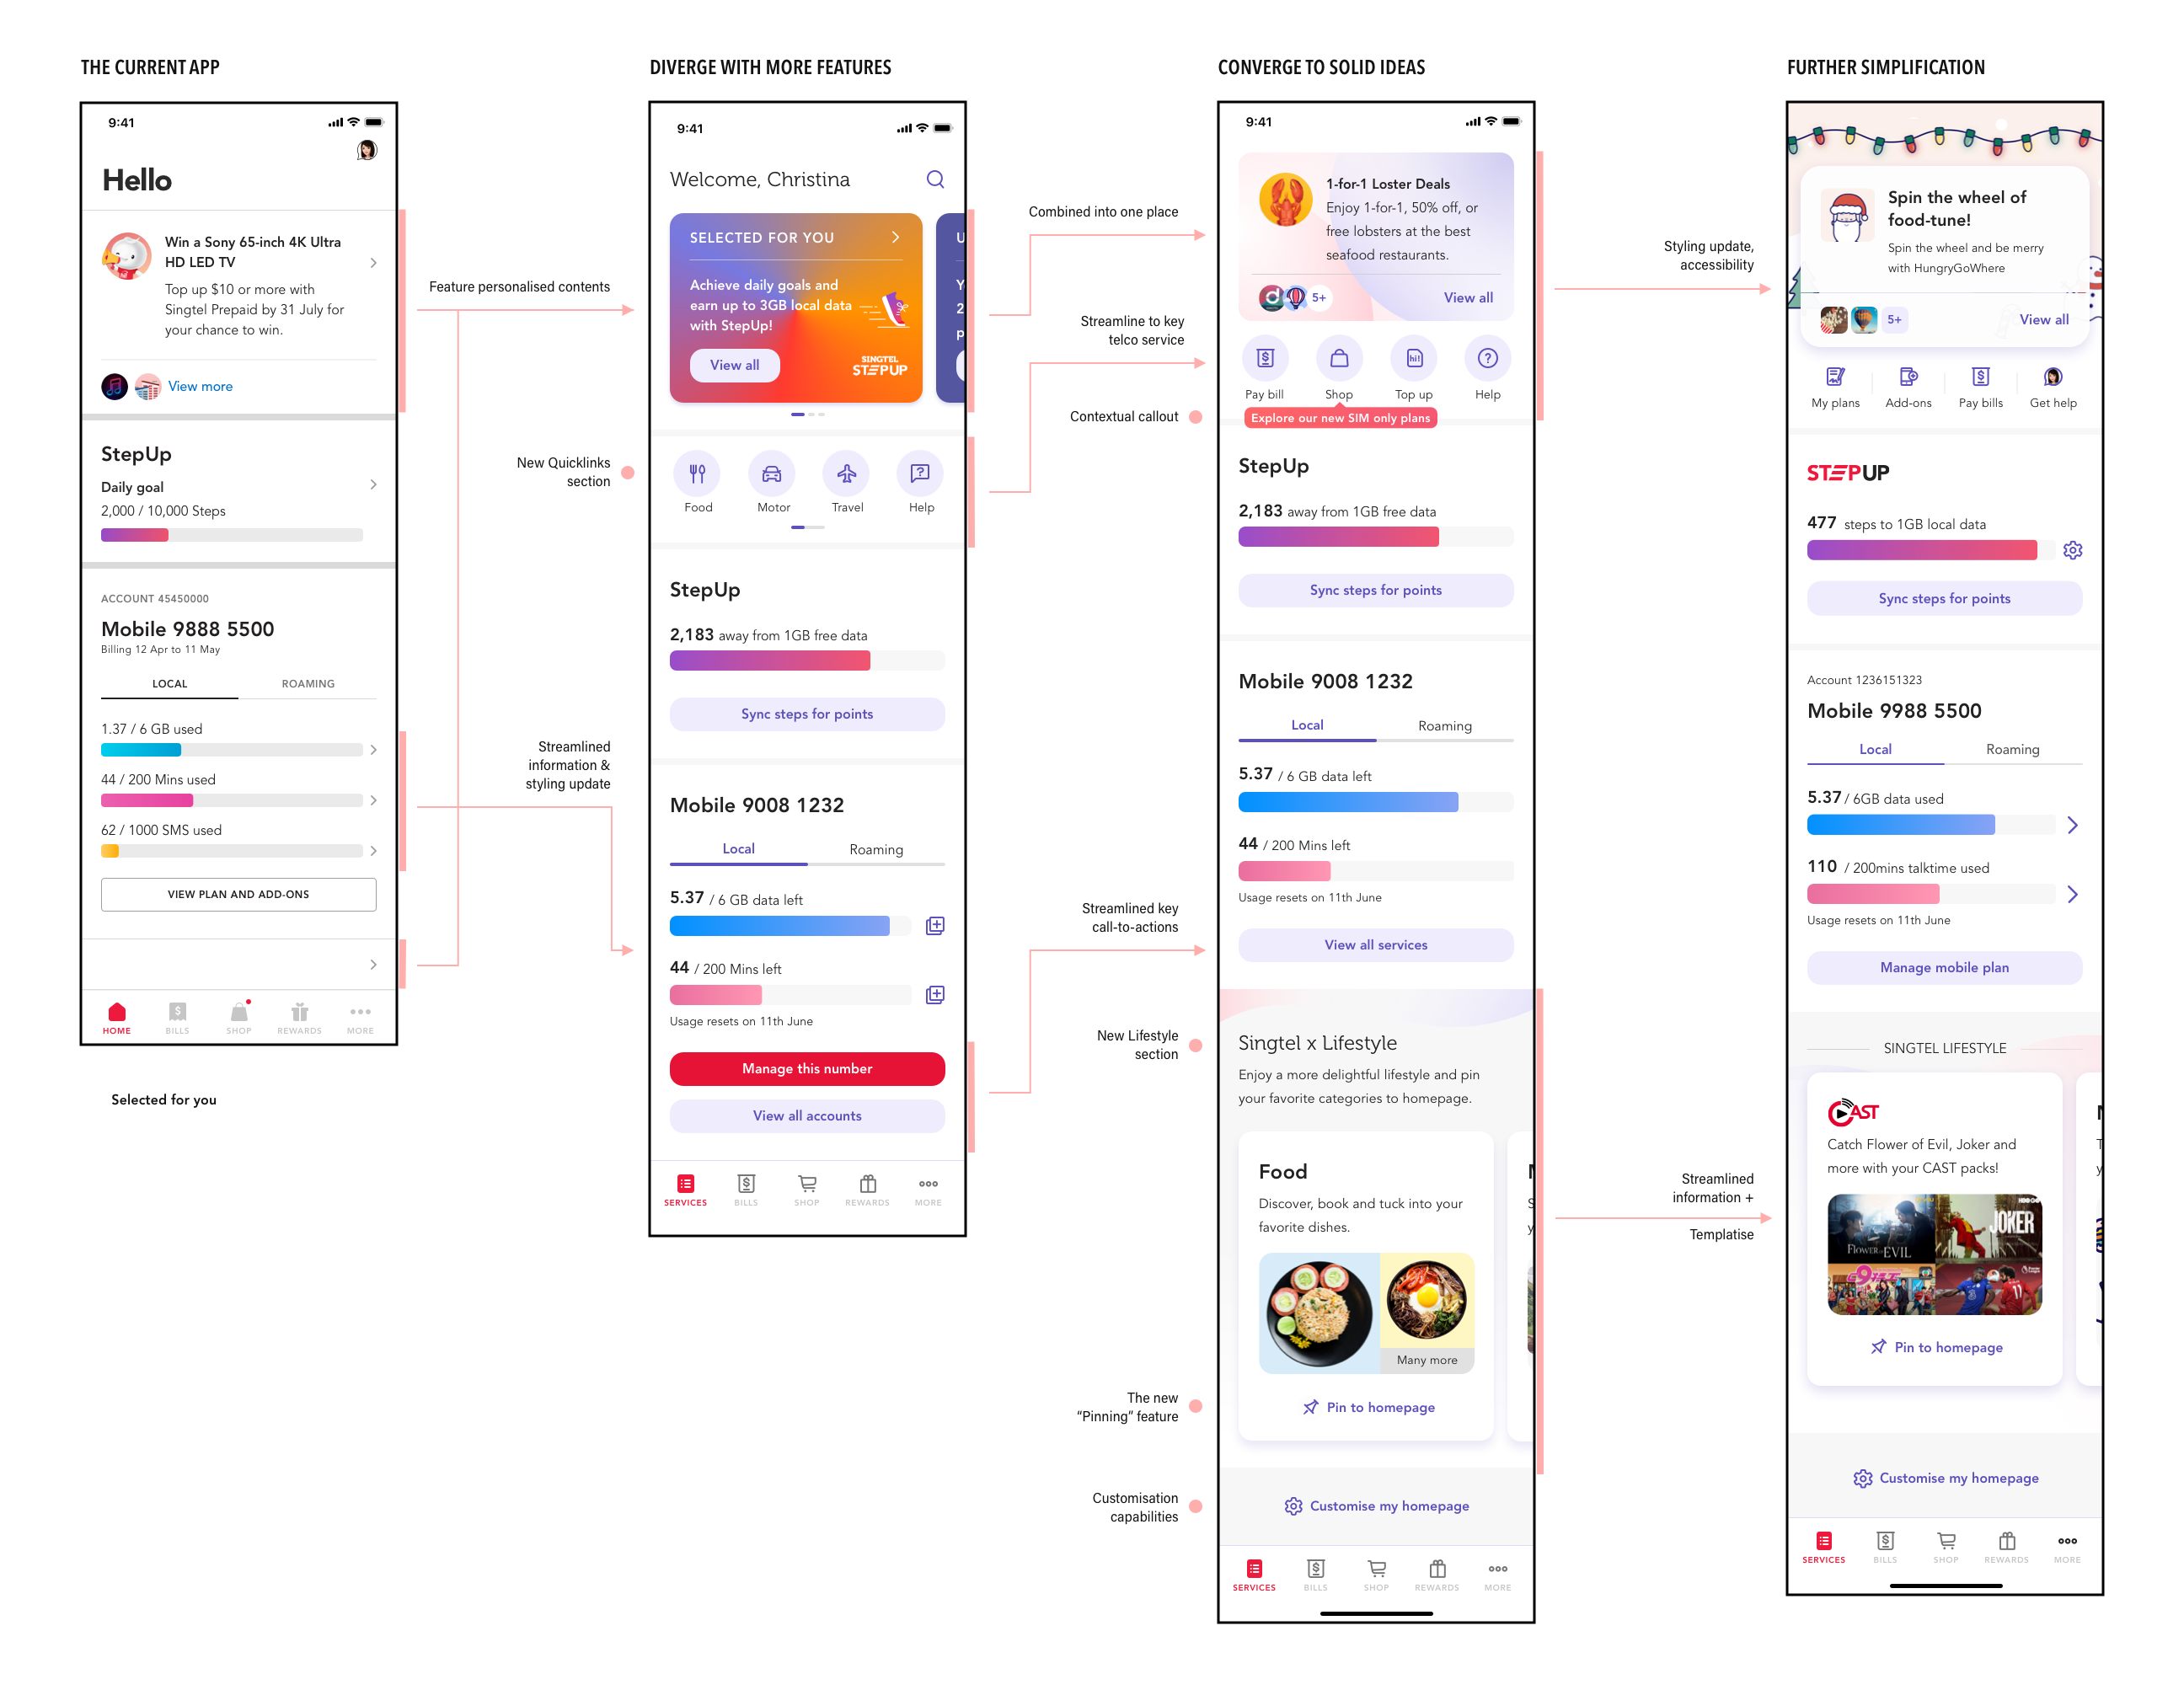 THE CURRENT APP
9:41
Hello
Win a Sony 65-inch 4K Ultra
HD LED TV
Top up $10 or more with
Singtel Prepaid by 31 July for
your chance to win.
View more
StepUp
Daily goal
2,000 / 10,000 Steps
ACCOUNT 45450000
Mobile 9888 5500
Billing 12 Apr to 11 May
LOCAL
ROAMING
1.37 / 6 GB used
44 / 200 Mins used
62 / 1000 SMS used
VIEW PLAN AND ADD-ONS
HOME
BILLS
SHOP
REWARDS
MORE
Selected for you
Feature personalised contents
New Quicklinks
section
Streamlined
information &
styling update
DIVERGE WITH MORE FEATURES
9:41
Welcome, Christina
SELECTED FOR YOU
Achieve daily goals and
earn up to 3GB local data
with StepUp!
View all
SINGTEL
STEPUP
U
Y
2
p
Food
Motor
Travel
Help
StepUp
2,183 away from 1GB free data
Sync steps for points
Mobile 9008 1232
Local
Roaming
5.37 / 6 GB data left
44 / 200 Mins left
Usage resets on 11th June
Manage this number
View all accounts
SERVICES
BILLS
SHOP
REWARDS
MORE
Combined into one place
Streamline to key
telco service
Contextual callout
Streamlined key
call-to-actions
New Lifestyle
section
The new
“Pinning” feature
Customisation
capabilities
CONVERGE TO SOLID IDEAS
9:41
1-for-1 Loster Deals
Enjoy 1-for-1, 50% off, or
free lobsters at the best
seafood restaurants.
5+
View all
Pay bill
Shop
hi!
Top up
Help
Explore our new SIM only plans
StepUp
2,183 away from 1GB free data
Sync steps for points
Mobile 9008 1232
Local
Roaming
5.37 / 6 GB data left
44 / 200 Mins left
Usage resets on 11th June
View all services
Singtel x Lifestyle
Enjoy a more delightful lifestyle and pin
your favorite categories to homepage.
Food
Discover, book and tuck into your
favorite dishes.
Many more
S
y
Pin to homepage
Customise my homepage
SERVICES
BILLS
SHOP
REWARDS
MORE
Styling update,
accessibility
Streamlined
information +
Templatise
FURTHER SIMPLIFICATION
Spin the wheel of
food-tune!
Spin the wheel and be merry
with HungryGoWhere
5+
View all
My plans
Add-ons
Pay bills
Get help
STEPUP
477 steps to 1GB local data
Sync steps for points
Account 1236151323
Mobile 9988 5500
Local
Roaming
5.37 / 6GB data used
110 / 200mins talktime used
Usage resets on 11th June
Manage mobile plan
SINGTEL LIFESTYLE
CAST
Catch Flower of Evil, Joker and
more with your CAST packs!
T
y
FLOWER OF EVIL
JOKER
Pin to homepage
Customise my homepage
SERVICES
BILLS
SHOP
REWARDS
MORE